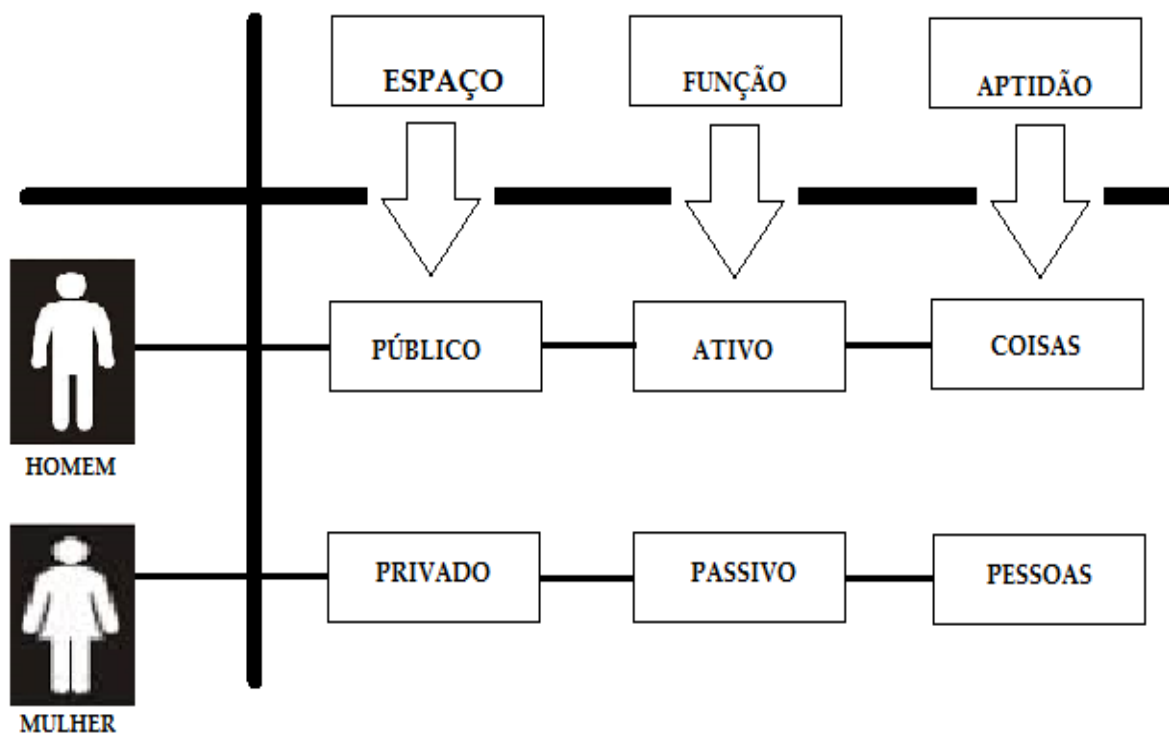 ESPAÇO
FUNÇÃO
APTIDÃO
PÚBLICO
ATIVO
COISAS
HOMEM
PRIVADO
PASSIVO
PESSOAS
MULHER